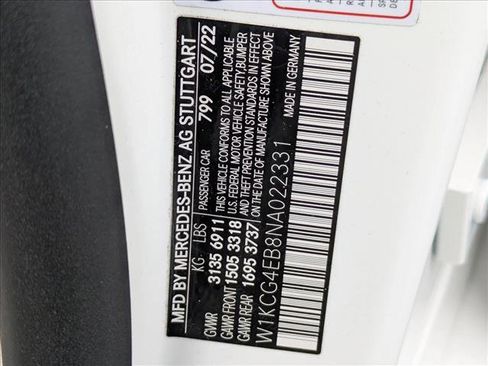 MFD BY MERCEDES-BENZ AG STUTTGART
799 07/22
PASSENGER CAR
KG LBS
GVWR 3135 6911
GAWR FRONT 1505 3318
GAWR REAR 1695 3737
THIS VEHICLE CONFORMS TO ALL APPLICABLE
U.S. FEDERAL MOTOR VEHICLE SAFETY, BUMPER
AND THEFT PREVENTION STANDARDS IN EFFECT
ON THE DATE OF MANUFACTURE SHOWN ABOVE
MADE IN GERMANY
W1KCG4EB8NA022331